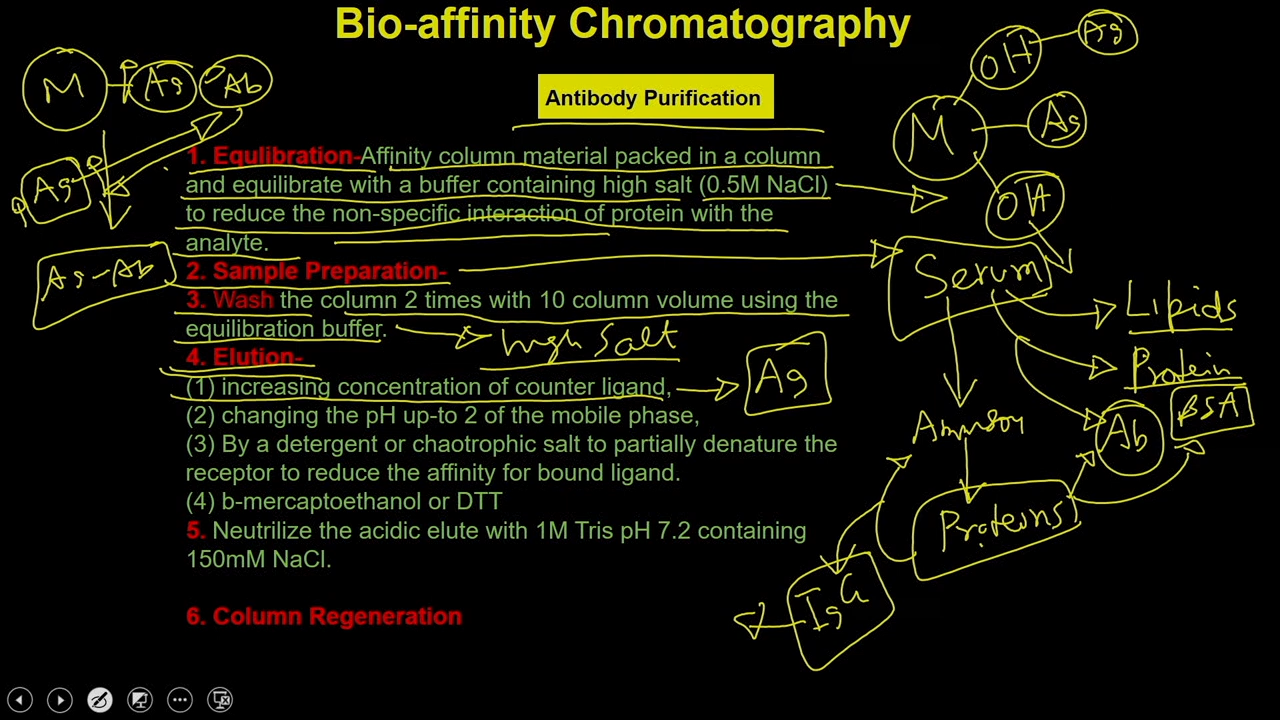 Bio-affinity Chromatography
Antibody Purification
1. Equlibration-Affinity column material packed in a column
and equilibrate with a buffer containing high salt (0.5M NaCl)
to reduce the non-specific interaction of protein with the
analyte.
2. Sample Preparation-
3. Wash the column 2 times with 10 column volume using the
equilibration buffer.
high Salt
4. Elution-
(1) increasing concentration of counter ligand,
(2) changing the pH up-to 2 of the mobile phase,
(3) By a detergent or chaotrophic salt to partially denature the
receptor to reduce the affinity for bound ligand.
(4) b-mercaptoethanol or DTT
5. Neutrilize the acidic elute with 1M Tris pH 7.2 containing
150mM NaCl.
6. Column Regeneration
M
Ag
Ab
Ag
Ag-Ab
Ag
OH
Ag
M
Ag
OH
Serum
Lipids
Protein
BSA
Ab
Proteins
IgG